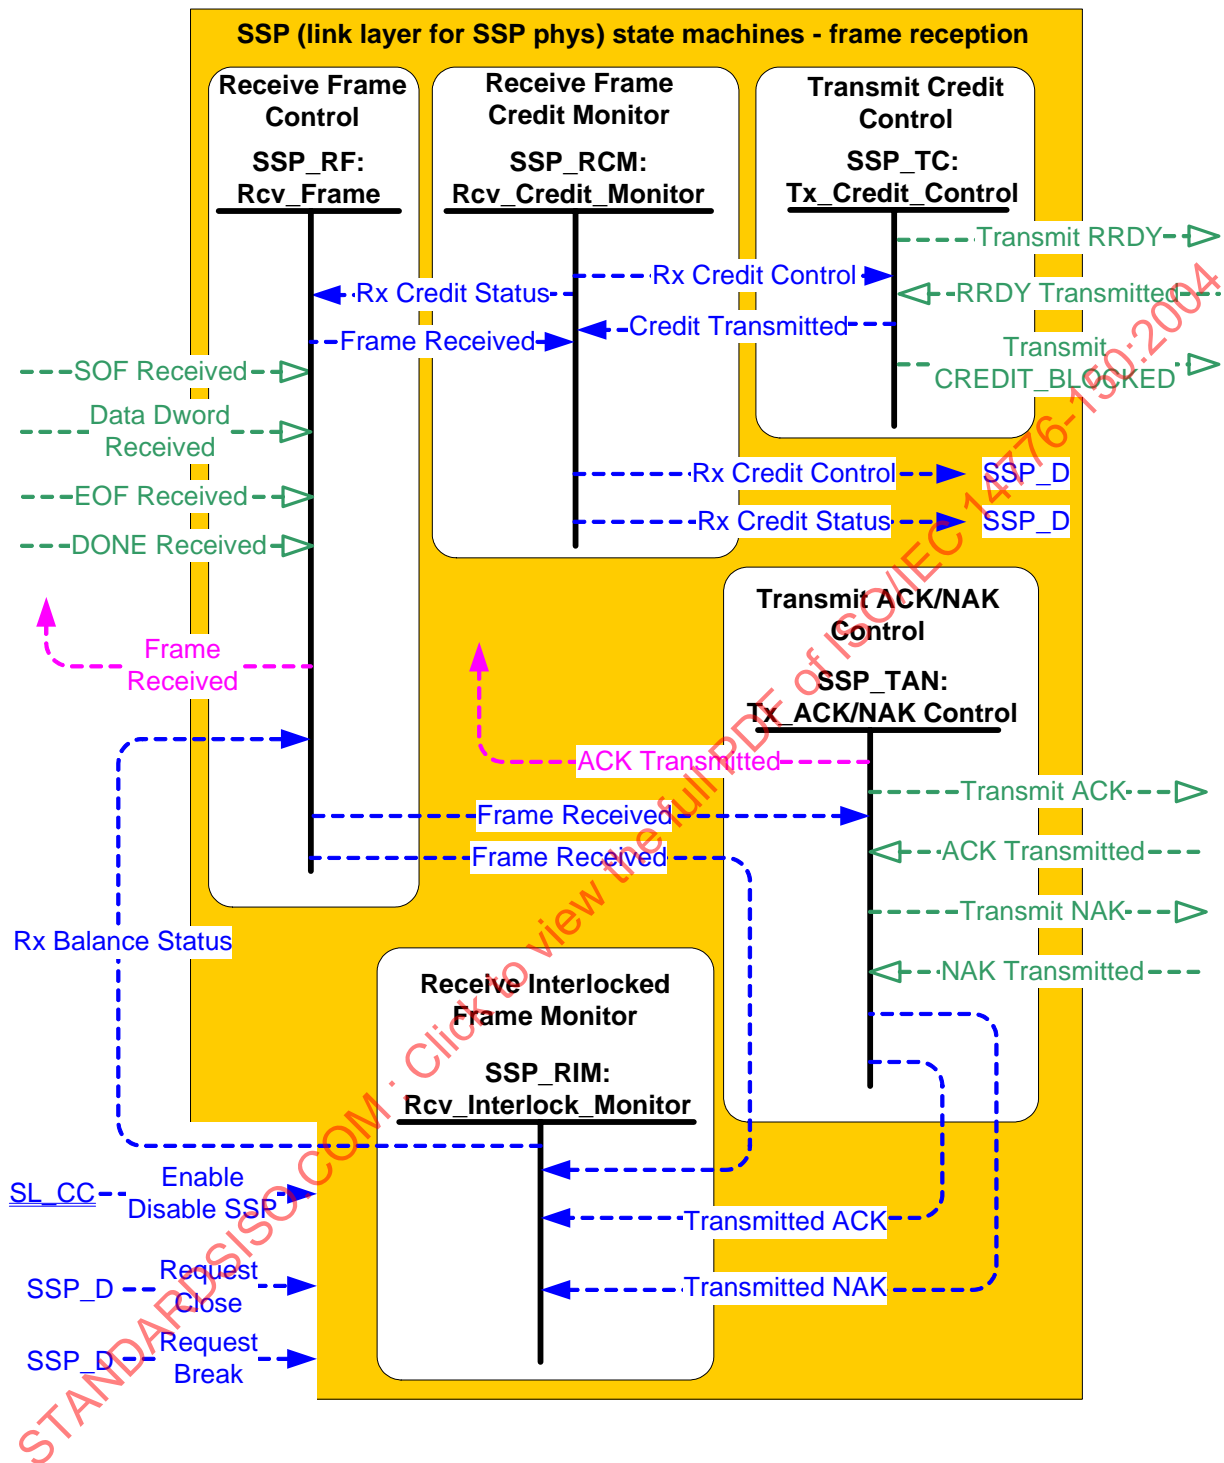 SSP (link layer for SSP phys) state machines - frame reception
Receive Frame
Control
SSP_RF:
Rcv_Frame
Receive Frame
Credit Monitor
SSP_RCM:
Rcv_Credit_Monitor
Transmit Credit
Control
SSP_TC:
Tx_Credit_Control
Transmit RRDY
Rx Credit Control
Rx Credit Status
RRDY Transmitted
Credit Transmitted
Frame Received
Transmit
CREDIT_BLOCKED
SOF Received
Data Dword
Received
Rx Credit Control
SSP_D
EOF Received
Rx Credit Status
SSP_D
DONE Received
Transmit ACK/NAK
Control
SSP_TAN:
Tx_ACK/NAK Control
Frame
Received
ACK Transmitted
Transmit ACK
Frame Received
ACK Transmitted
Frame Received
Transmit NAK
Rx Balance Status
NAK Transmitted
Receive Interlocked
Frame Monitor
SSP_RIM:
Rcv_Interlock_Monitor
SL_CC
Enable
Disable SSP
Transmitted ACK
SSP_D
Request
Close
Transmitted NAK
SSP_D
Request
Break
STANDARDSISO.COM : Click to view the full PDF of ISO/IEC 14776-150:2004